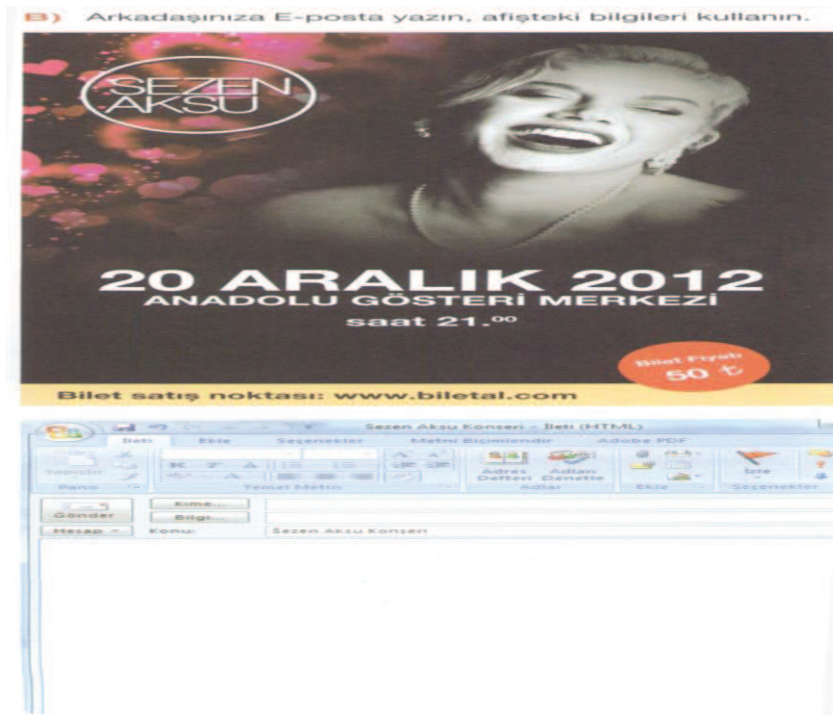 B) Arkadaşınıza E-posta yazın, afişteki bilgileri kullanın.
SEZEN
AKSU
20 ARALIK 2012
ANADOLU GÖSTERİ MERKEZİ
saat 21.⁰⁰
Bilet Fiyatı
50 ₺
Bilet satış noktası: www.biletal.com
Sezen Aksu Konseri - İleti (HTML)
İleti Ekle Seçenekler Metni Biçimlendir Adobe PDF
Yapıştır
Adres Defteri Adları Denetle
İzle
Pano Temel Metin Adlar Ekle Seçenekler
Gönder
Kime...
Bilgi...
Hesap Konu: Sezen Aksu Konseri